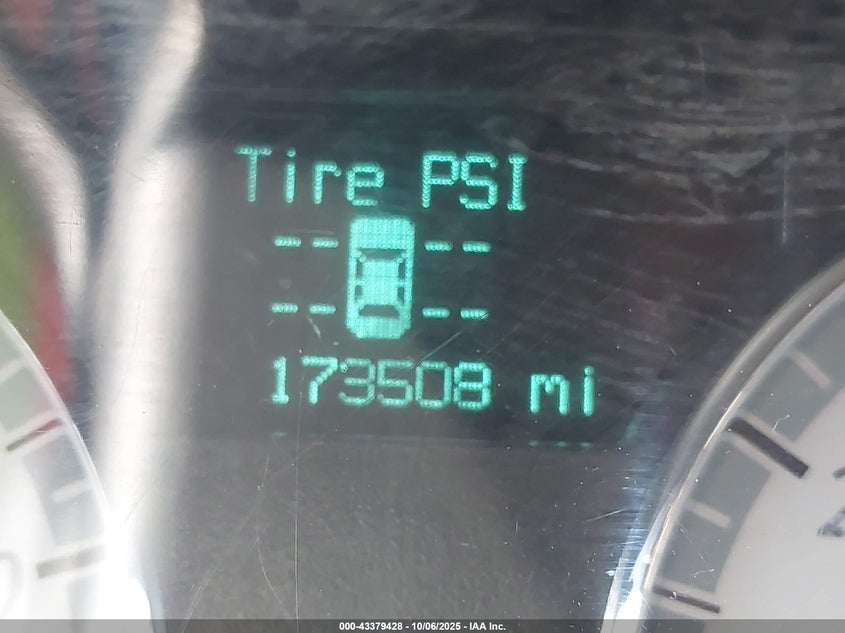 Tire PSI
-- --
-- --
173508 mi
000-43379428 - 10/06/2025 - IAA Inc.